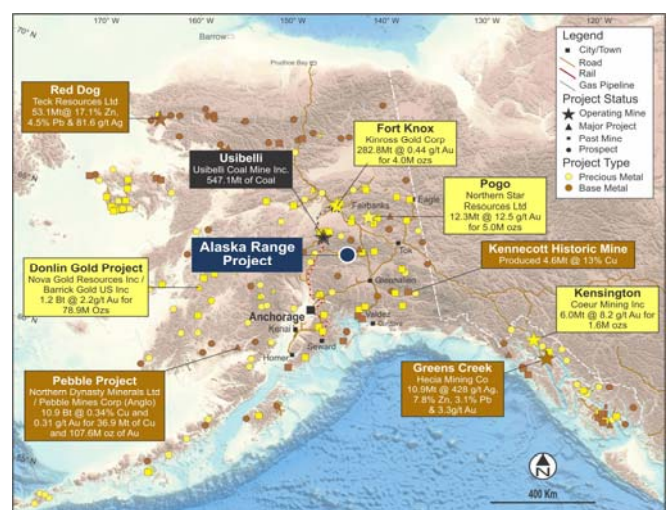 170° W
160° W
150° W
140° W
130° W
120° W
70° N
Barrow
Prudhoe Bay
Legend
City/Town
Road
Rail
Gas Pipeline
Project Status
Operating Mine
Major Project
Past Mine
Prospect
Project Type
Precious Metal
Base Metal
Red Dog
Teck Resources Ltd
53.1Mt@ 17.1% Zn,
4.5% Pb & 81.6 g/t Ag
Fort Knox
Kinross Gold Corp
282.8Mt @ 0.44 g/t Au
for 4.0M ozs
Usibelli
Usibelli Coal Mine Inc.
547.1Mt of Coal
Fairbanks
Eagle
Pogo
Northern Star
Resources Ltd
12.3Mt @ 12.5 g/t Au
for 5.0M ozs
Alaska Range
Project
Tok
Kennecott Historic Mine
Produced 4.6Mt @ 13% Cu
Glennallen
Donlin Gold Project
Nova Gold Resources Inc /
Barrick Gold US Inc
1.2 Bt @ 2.2g/t Au for
78.9M Ozs
Kensington
Coeur Mining Inc
6.0Mt @ 8.2 g/t Au for
1.6M ozs
Anchorage
Kenai
Valdez
Homer
Seward
Pebble Project
Northern Dynasty Minerals Ltd
/ Pebble Mines Corp (Anglo)
10.9 Bt @ 0.34% Cu and
0.31 g/t Au for 36.9 Mt of Cu
and 107.6M oz of Au
Greens Creek
Hecla Mining Co
10.9Mt @ 428 g/t Ag,
7.8% Zn, 3.1% Pb
& 3.3g/t Au
N
400 Km